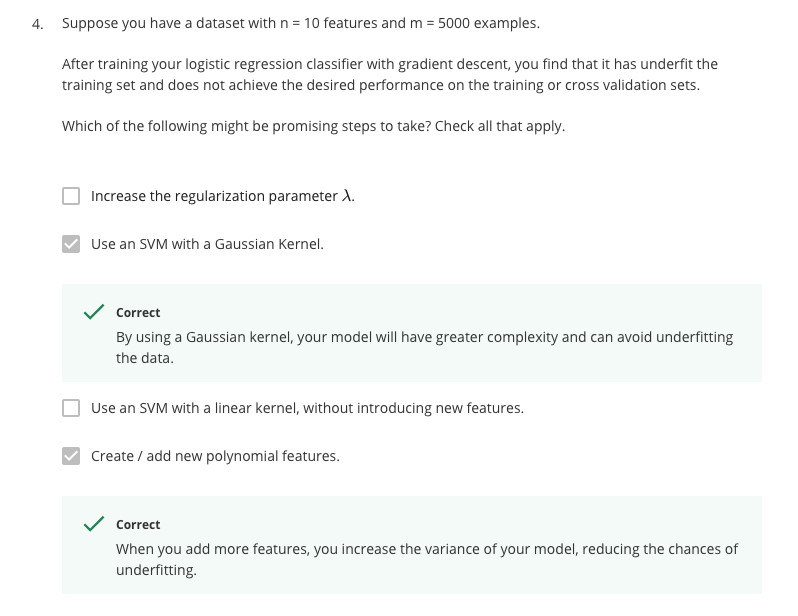 4. Suppose you have a dataset with n = 10 features and m = 5000 examples.
After training your logistic regression classifier with gradient descent, you find that it has underfit the
training set and does not achieve the desired performance on the training or cross validation sets.
Which of the following might be promising steps to take? Check all that apply.
Increase the regularization parameter λ.
Use an SVM with a Gaussian Kernel.
Correct
By using a Gaussian kernel, your model will have greater complexity and can avoid underfitting
the data.
Use an SVM with a linear kernel, without introducing new features.
Create / add new polynomial features.
Correct
When you add more features, you increase the variance of your model, reducing the chances of
underfitting.